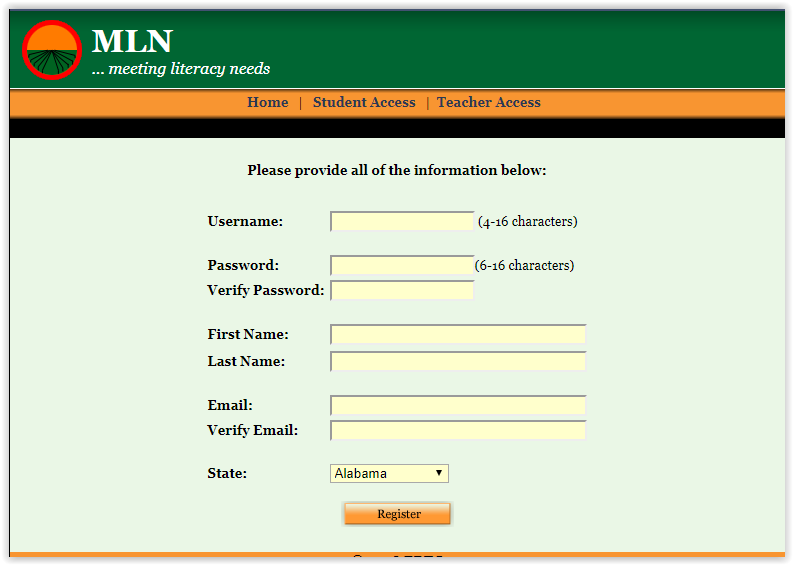 MLN
... meeting literacy needs
Home | Student Access | Teacher Access
Please provide all of the information below:
Username: (4-16 characters)
Password: (6-16 characters)
Verify Password:
First Name:
Last Name:
Email:
Verify Email:
State: Alabama
Register